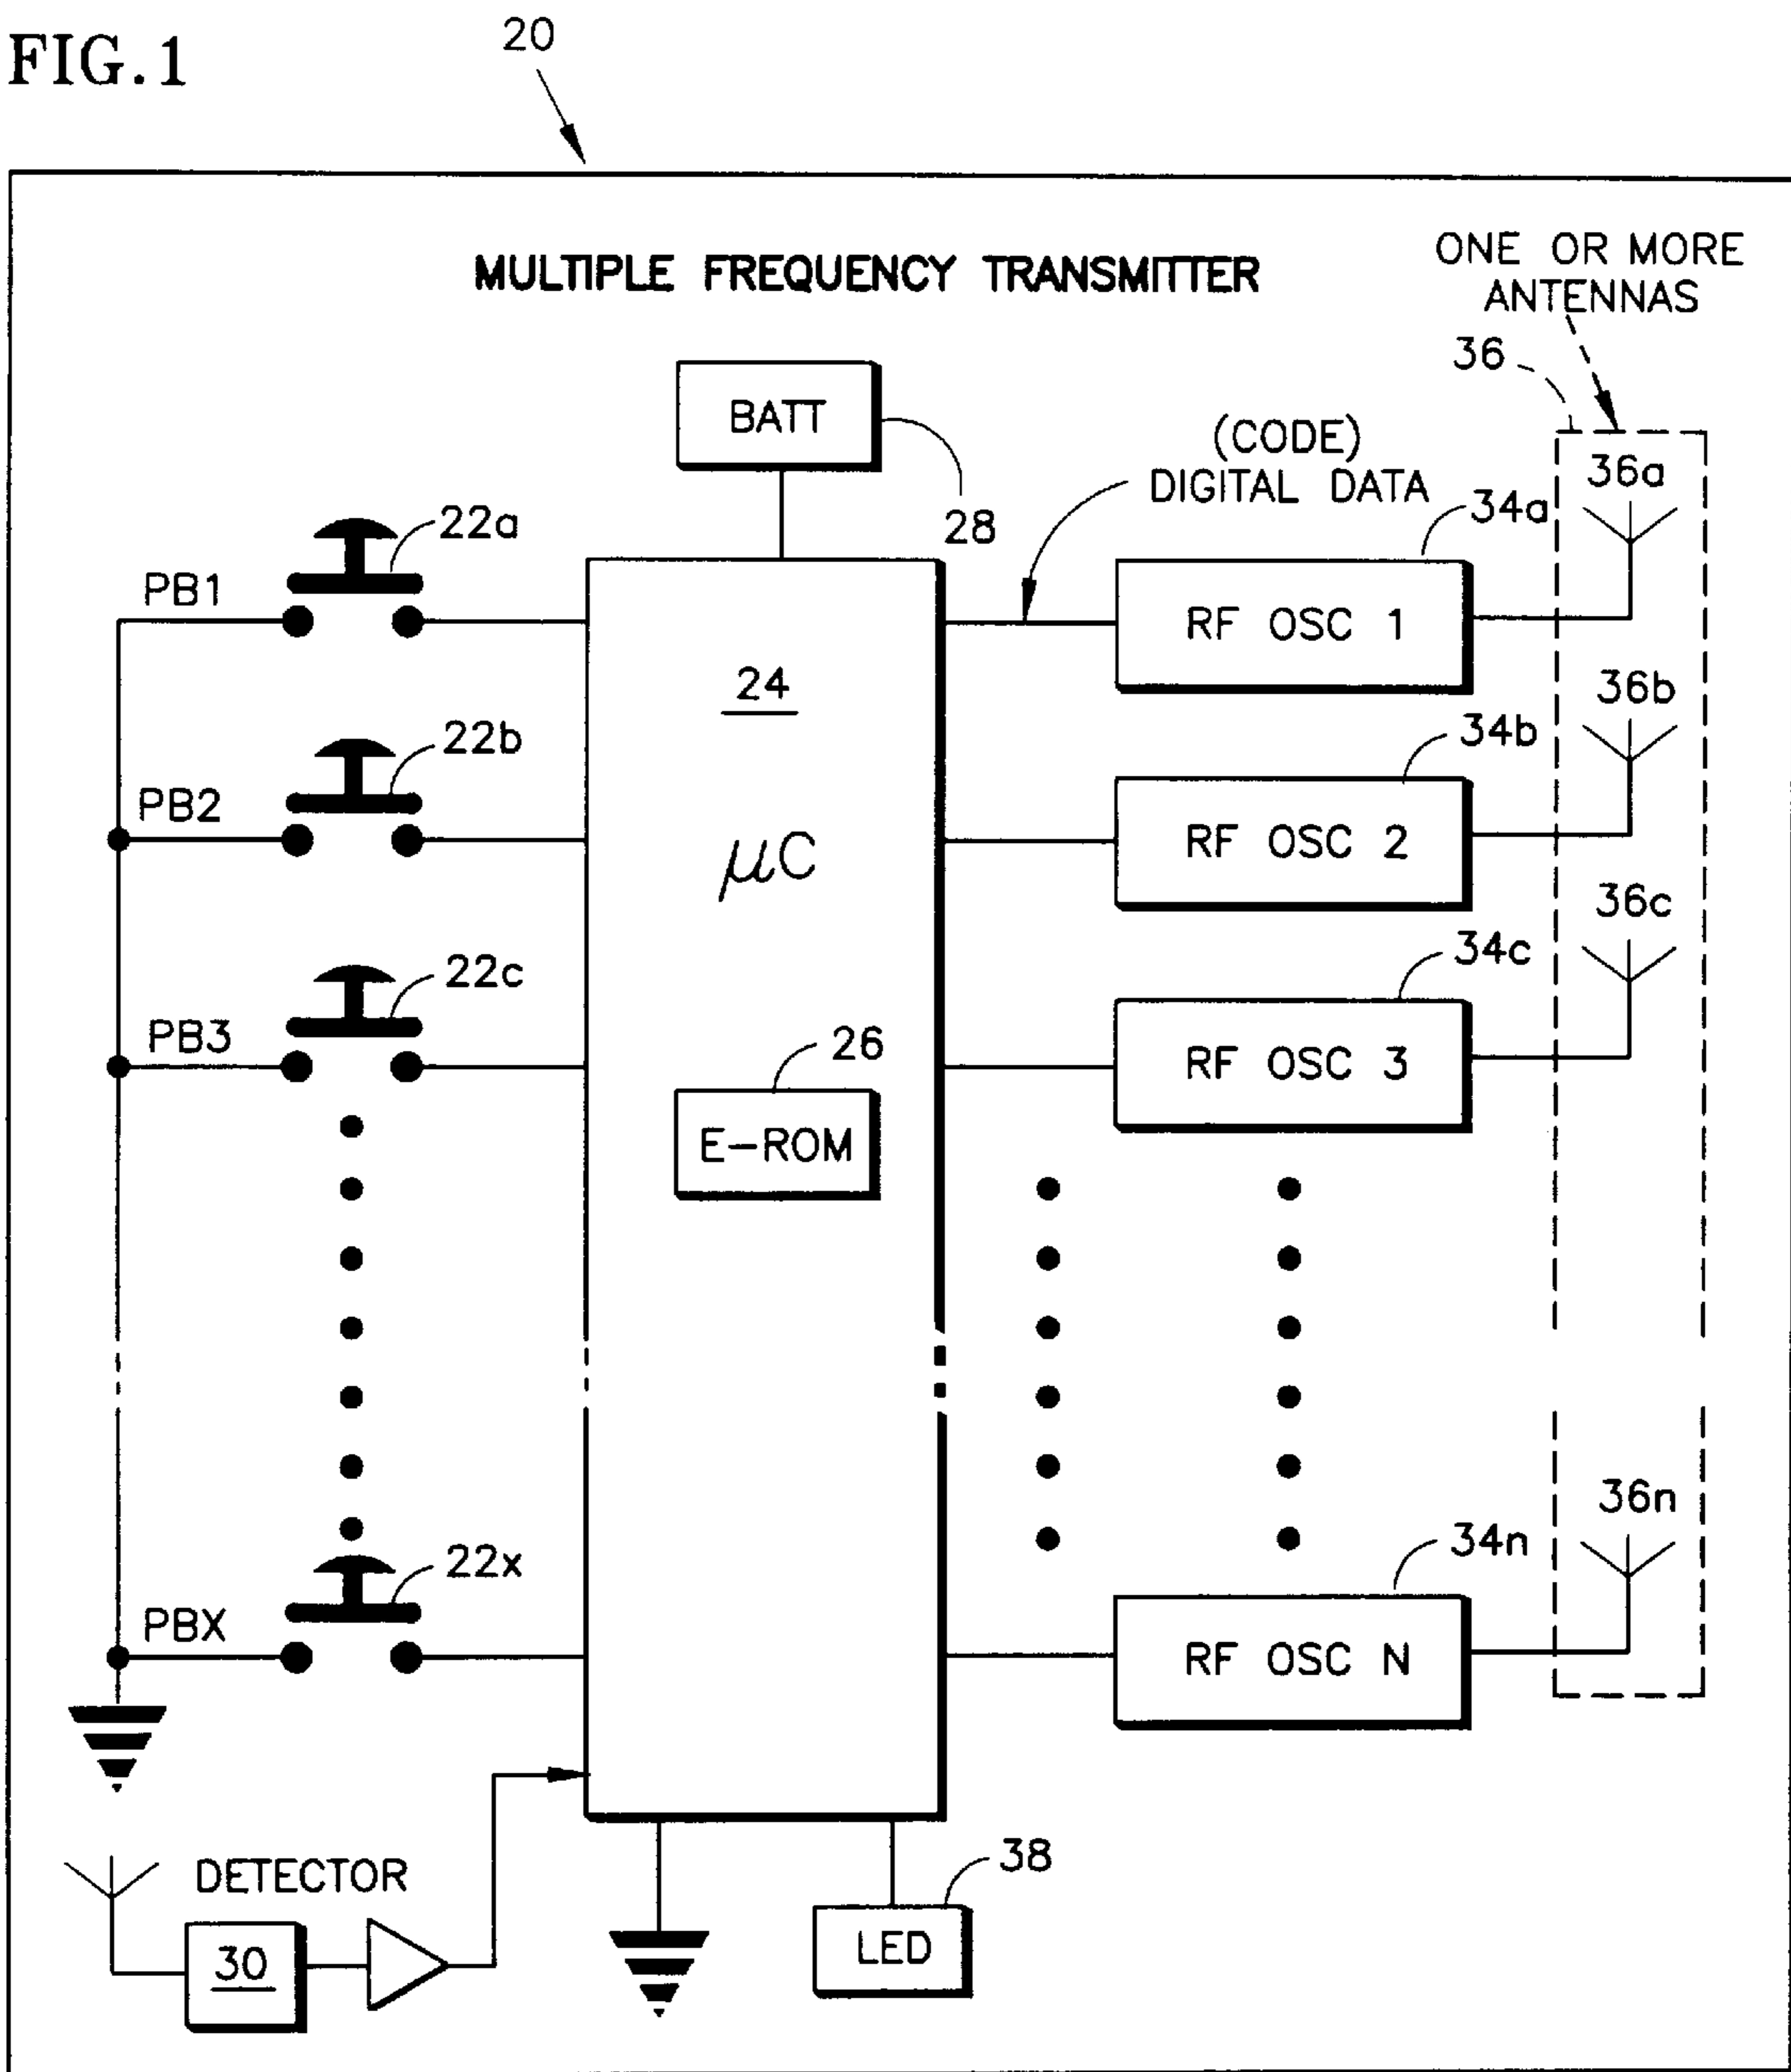 FIG.1
20
MULTIPLE FREQUENCY TRANSMITTER
ONE OR MORE
ANTENNAS
36
BATT
28
(CODE)
DIGITAL DATA
36a
34a
22a
PB1
RF OSC 1
24
36b
34b
22b
PB2
RF OSC 2
μC
36c
34c
22c
PB3
RF OSC 3
26
E-ROM
36n
34n
22x
PBX
RF OSC N
DETECTOR
38
30
LED